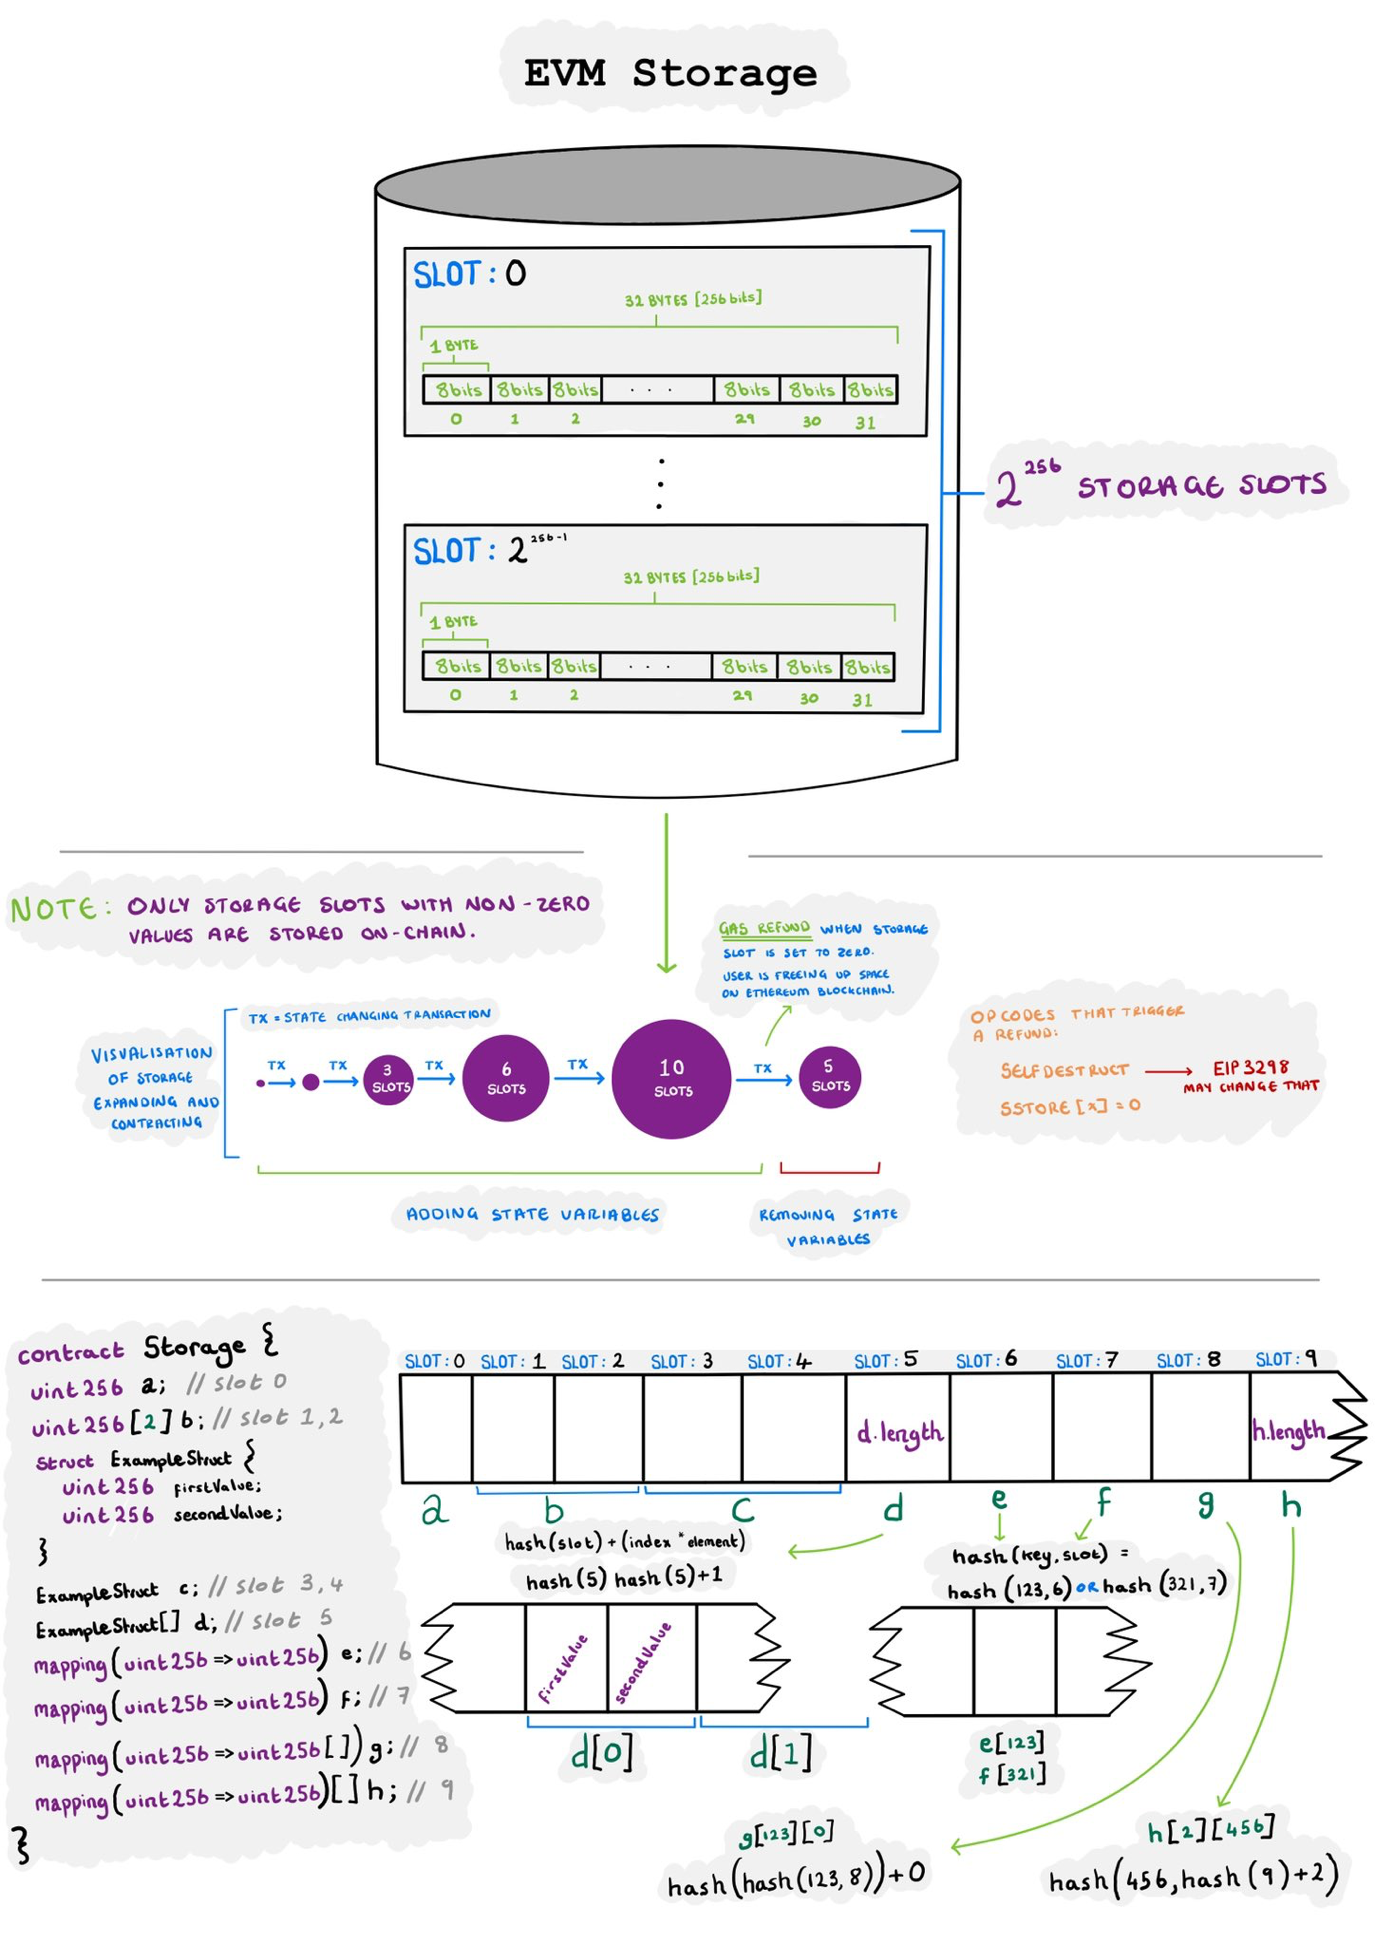 EVM Storage
SLOT: 0
32 BYTES [256 bits]
1 BYTE
8bits 8bits 8bits . . . 8bits 8bits 8bits
0 1 2 29 30 31
2^256 STORAGE SLOTS
SLOT: 2^256-1
32 BYTES [256 bits]
1 BYTE
8bits 8bits 8bits . . . 8bits 8bits 8bits
0 1 2 29 30 31
NOTE: ONLY STORAGE SLOTS WITH NON-ZERO
VALUES ARE STORED ON-CHAIN.
GAS REFUND WHEN STORAGE
SLOT IS SET TO ZERO.
USER IS FREEING UP SPACE
ON ETHEREUM BLOCKCHAIN.
TX = STATE CHANGING TRANSACTION
VISUALISATION
OF STORAGE
EXPANDING AND
CONTRACTING
TX TX TX TX TX
3
SLOTS
6
SLOTS
10
SLOTS
5
SLOTS
OPCODES THAT TRIGGER
A REFUND:
SELFDESTRUCT EIP3298
MAY CHANGE THAT
SSTORE[x] = 0
ADDING STATE VARIABLES
REMOVING STATE
VARIABLES
contract Storage {
uint256 a; // slot 0
uint256[2] b; // slot 1,2
struct ExampleStruct {
uint256 firstValue;
uint256 secondValue;
}
ExampleStruct c; // slot 3,4
ExampleStruct[] d; // slot 5
mapping(uint256=>uint256) e; // 6
mapping(uint256=>uint256) f; // 7
mapping(uint256=>uint256[]) g; // 8
mapping(uint256=>uint256)[] h; // 9
}
SLOT: 0 SLOT: 1 SLOT: 2 SLOT: 3 SLOT: 4 SLOT: 5 SLOT: 6 SLOT: 7 SLOT: 8 SLOT: 9
d.length h.length
a b c d e f g h
hash(slot)+(index * element)
hash(5) hash(5)+1
hash(key,slot) =
hash(123,6) OR hash(321,7)
firstValue
secondValue
d[0] d[1]
e[123]
f[321]
g[123][0]
hash(hash(123,8))+0
h[2][456]
hash(456,hash(9)+2)